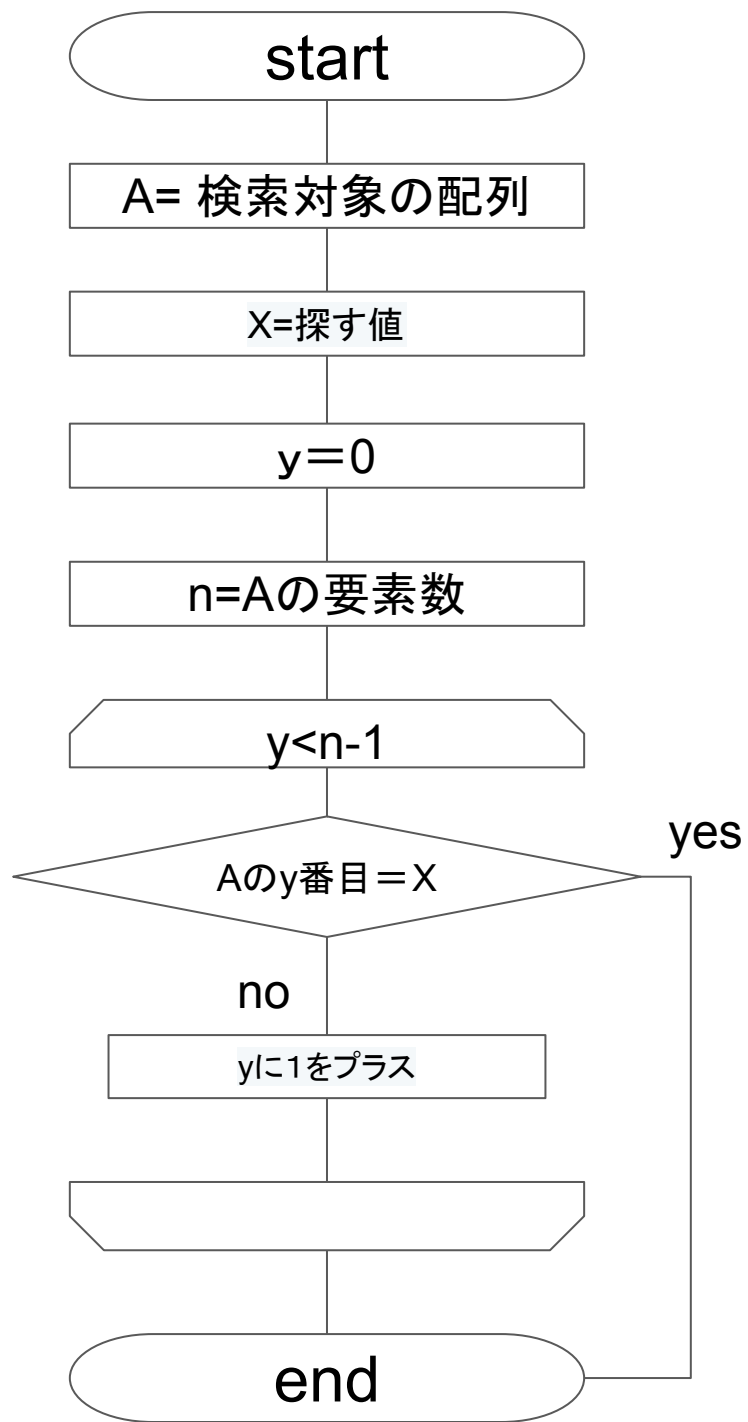 start
A= 検索対象の配列
X=探す値
y＝0
n=Aの要素数
y<n-1
yes
Aのy番目＝X
no
yに１をプラス
end